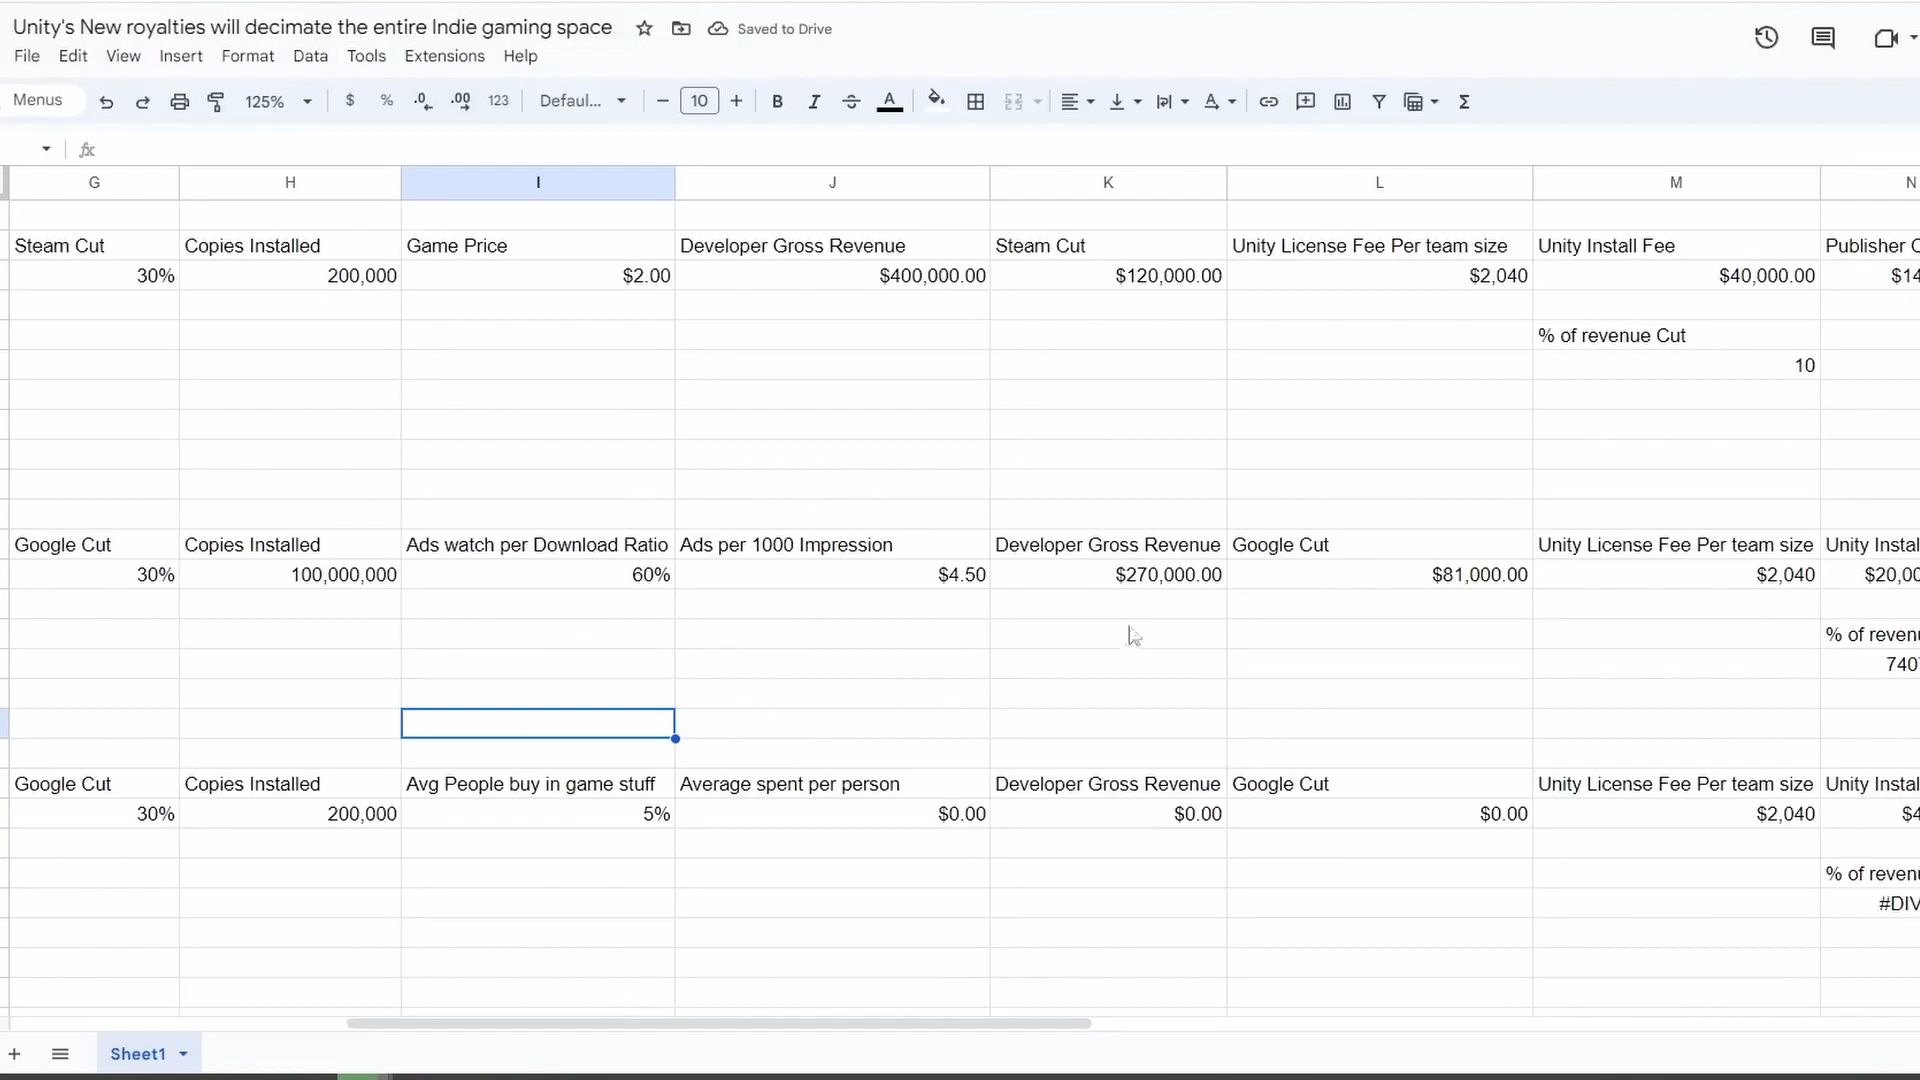 Unity's New royalties will decimate the entire Indie gaming space Saved to Drive
File Edit View Insert Format Data Tools Extensions Help
Menus 125% $ % .0 .00 123 Defaul... 10 B I A Σ
fx
G H I J K L M N
Steam Cut Copies Installed Game Price Developer Gross Revenue Steam Cut Unity License Fee Per team size Unity Install Fee Publisher C
30% 200,000 $2.00 $400,000.00 $120,000.00 $2,040 $40,000.00 $14
% of revenue Cut
10
Google Cut Copies Installed Ads watch per Download Ratio Ads per 1000 Impression Developer Gross Revenue Google Cut Unity License Fee Per team size Unity Instal
30% 100,000,000 60% $4.50 $270,000.00 $81,000.00 $2,040 $20,00
% of revenu
740
Google Cut Copies Installed Avg People buy in game stuff Average spent per person Developer Gross Revenue Google Cut Unity License Fee Per team size Unity Instal
30% 200,000 5% $0.00 $0.00 $0.00 $2,040 $4
% of revenu
#DIV
Sheet1